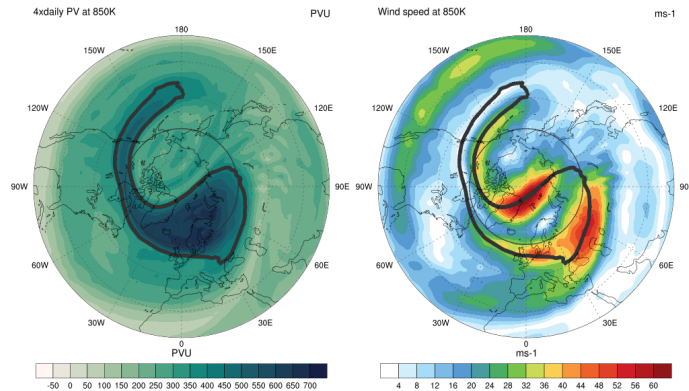 4xdaily PV at 850K PVU
180
150W 150E
120W 120E
90W 90E
60W 60E
30W 30E
0
PVU
-50 0 50 100 150 200 250 300 350 400 450 500 550 600 650 700
Wind speed at 850K ms-1
180
150W 150E
120W 120E
90W 90E
60W 60E
30W 30E
0
ms-1
4 8 12 16 20 24 28 32 36 40 44 48 52 56 60